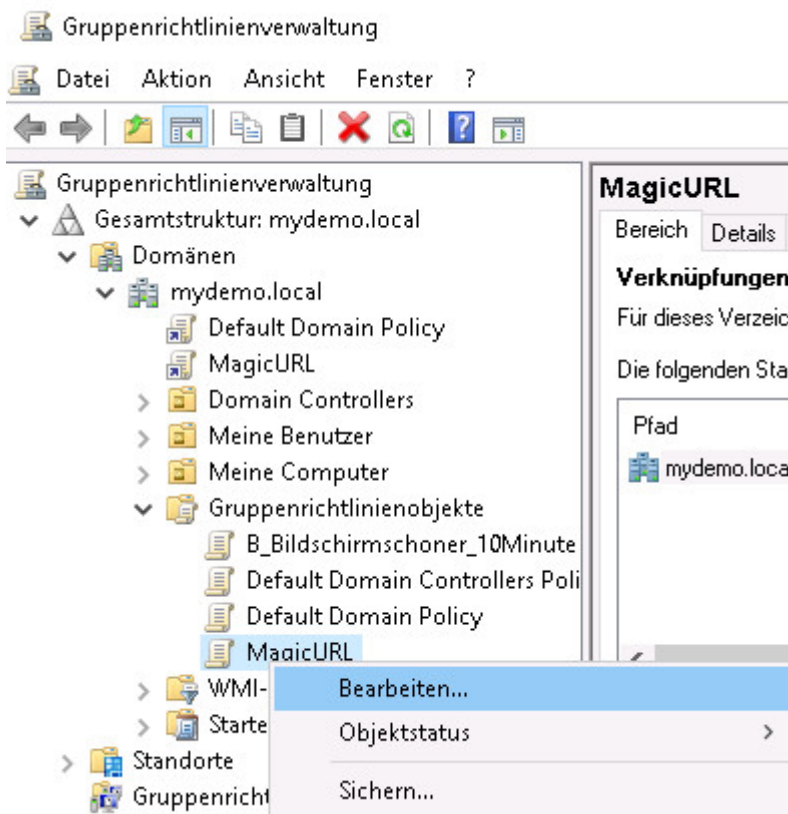 Gruppenrichtlinienverwaltung
Datei Aktion Ansicht Fenster ?
Gruppenrichtlinienverwaltung
Gesamtstruktur: mydemo.local
Domänen
mydemo.local
Default Domain Policy
MagicURL
Domain Controllers
Meine Benutzer
Meine Computer
Gruppenrichtlinienobjekte
B_Bildschirmschoner_10Minute
Default Domain Controllers Poli
Default Domain Policy
MagicURL
WMI-
Starte
Standorte
Gruppenricht
Bearbeiten...
Objektstatus
Sichern...
MagicURL
Bereich Details
Verknüpfungen
Für dieses Verzeic
Die folgenden Sta
Pfad
mydemo.loca